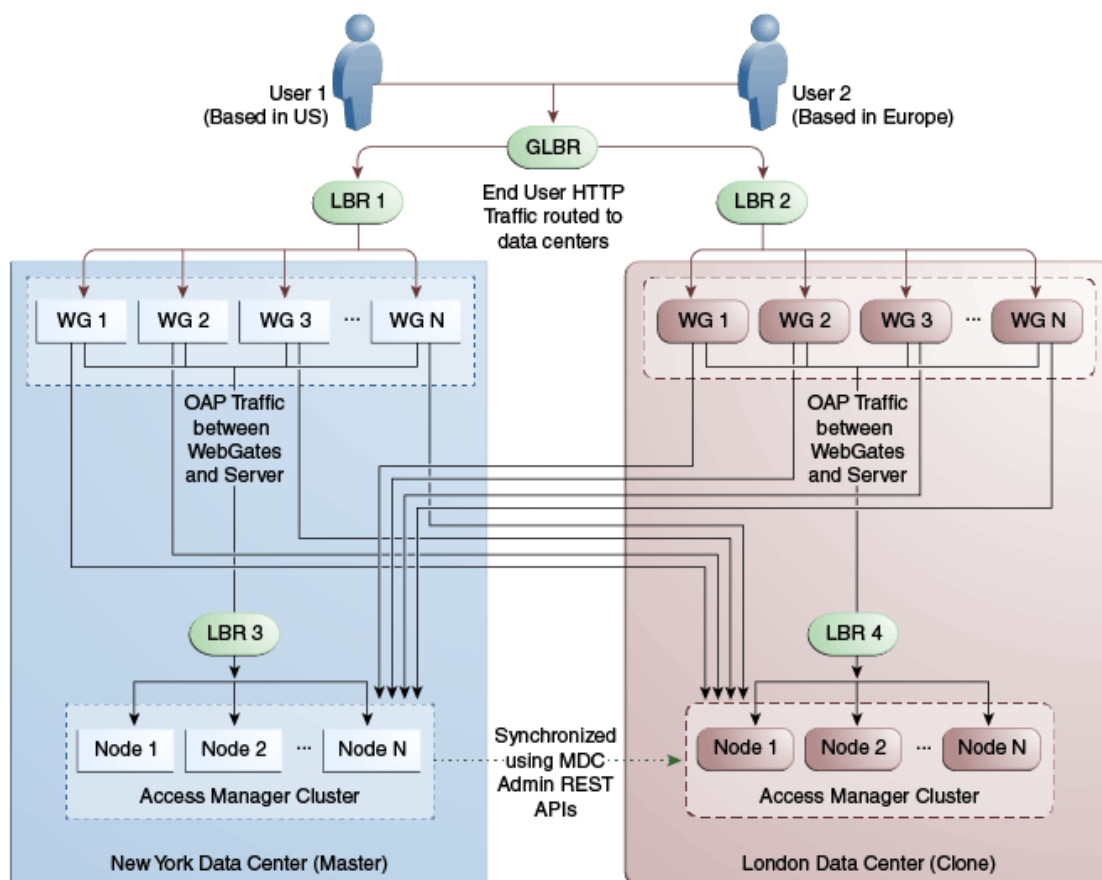 User 1
(Based in US)
User 2
(Based in Europe)
GLBR
End User HTTP
Traffic routed to
data centers
LBR 1
LBR 2
WG 1
WG 2
WG 3
...
WG N
WG 1
WG 2
WG 3
...
WG N
OAP Traffic
between
WebGates
and Server
OAP Traffic
between
WebGates
and Server
LBR 3
LBR 4
Node 1
Node 2
...
Node N
Access Manager Cluster
Synchronized
using MDC
Admin REST
APIs
Node 1
Node 2
...
Node N
Access Manager Cluster
New York Data Center (Master)
London Data Center (Clone)